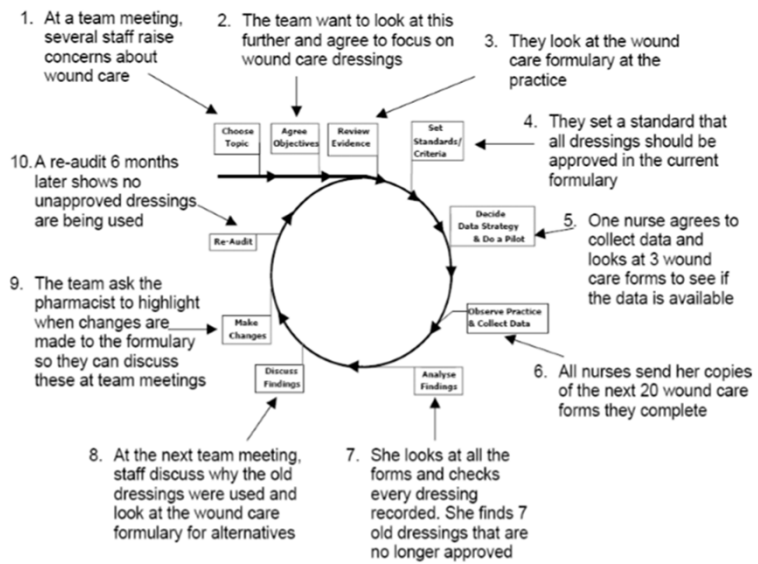 1. At a team meeting,
several staff raise
concerns about
wound care
2. The team want to look at this
further and agree to focus on
wound care dressings
3. They look at the wound
care formulary at the
practice
4. They set a standard that
all dressings should be
approved in the current
formulary
5. One nurse agrees to
collect data and
looks at 3 wound
care forms to see if
the data is available
6. All nurses send her copies
of the next 20 wound care
forms they complete
7. She looks at all the
forms and checks
every dressing
recorded. She finds 7
old dressings that are
no longer approved
8. At the next team meeting,
staff discuss why the old
dressings were used and
look at the wound care
formulary for alternatives
9. The team ask the
pharmacist to highlight
when changes are
made to the formulary
so they can discuss
these at team meetings
10. A re-audit 6 months
later shows no
unapproved dressings
are being used
Choose
Topic
Agree
Objectives
Review
Evidence
Set
Standards/
Criteria
Decide
Data Strategy
& Do a Pilot
Observe Practice
& Collect Data
Analyse
Findings
Discuss
Findings
Make
Changes
Re-Audit